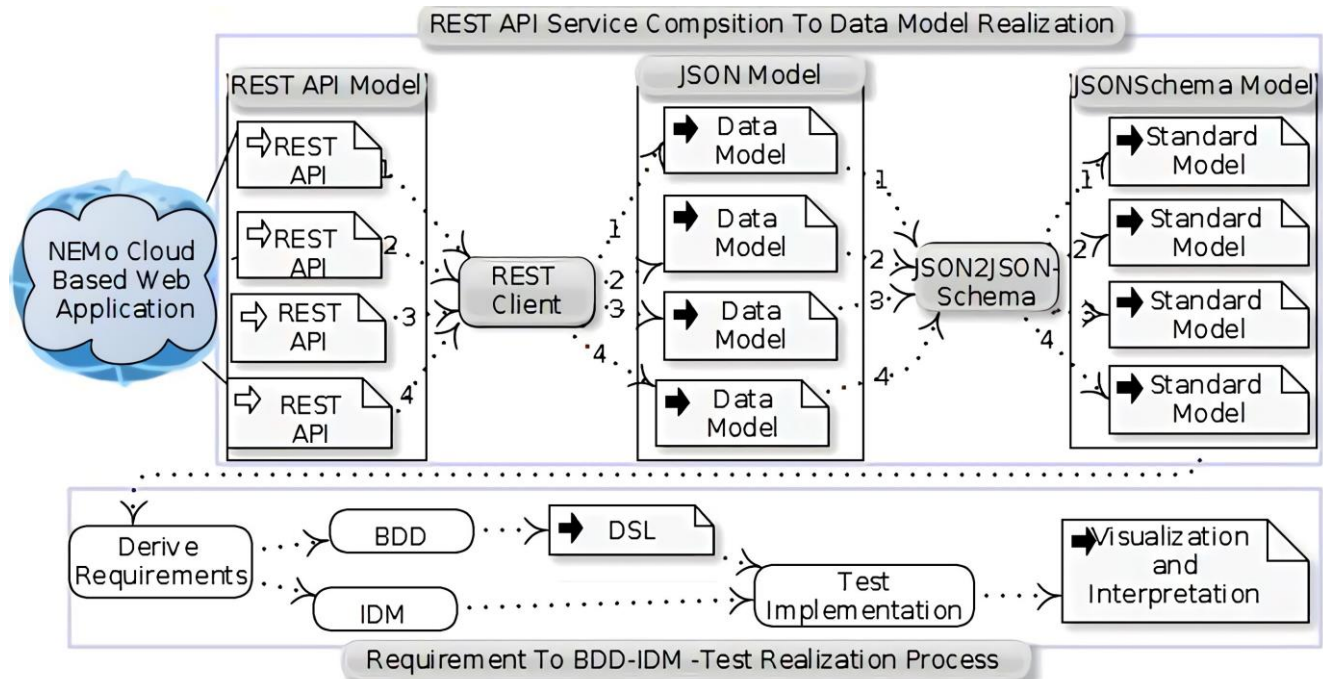 REST API Service Compsition To Data Model Realization
REST API Model
JSON Model
JSONSchema Model
NEMo Cloud
Based Web
Application
REST
API
REST
API
REST
API
REST
API
1
2
3
4
REST
Client
1
2
3
4
Data
Model
Data
Model
Data
Model
Data
Model
1
2
3
4
JSON2JSON-
Schema
1
2
3
4
Standard
Model
Standard
Model
Standard
Model
Standard
Model
Derive
Requirements
BDD
IDM
DSL
Test
Implementation
Visualization
and
Interpretation
Requirement To BDD-IDM -Test Realization Process